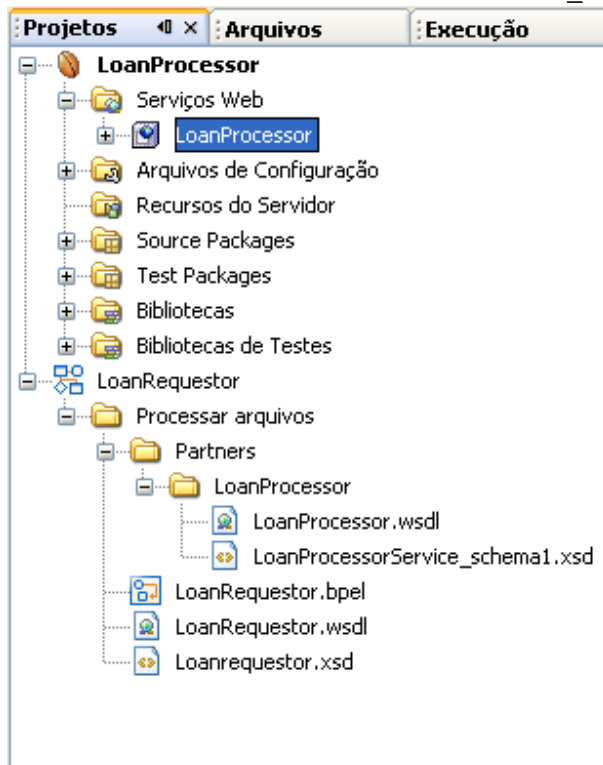 Projetos Arquivos Execução
LoanProcessor
Serviços Web
LoanProcessor
Arquivos de Configuração
Recursos do Servidor
Source Packages
Test Packages
Bibliotecas
Bibliotecas de Testes
LoanRequestor
Processar arquivos
Partners
LoanProcessor
LoanProcessor.wsdl
LoanProcessorService_schema1.xsd
LoanRequestor.bpel
LoanRequestor.wsdl
Loanrequestor.xsd